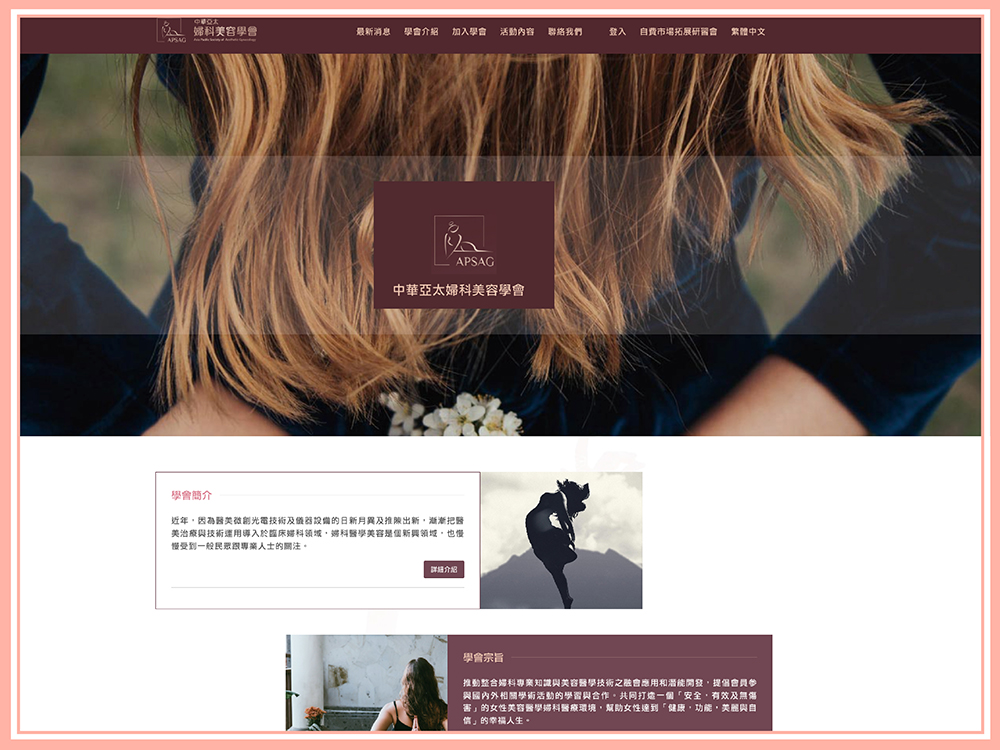 APSAG
中華亞太
婦科美容學會
Asia Pacific Society of Aesthetic Gynecology
最新消息 學會介紹 加入學會 活動內容 聯絡我們 登入 自費市場拓展研習會 繁體中文
APSAG
中華亞太婦科美容學會
學會簡介
近年，因為醫美微創光電技術及儀器設備的日新月異及推陳出新，漸漸把醫
美治療與技術運用導入於臨床婦科領域，婦科醫學美容是個新興領域，也慢
慢受到一般民眾跟專業人士的關注。
詳細介紹
學會宗旨
推動整合婦科專業知識與美容醫學技術之融會應用和潛能開發，提倡會員參
與國內外相關學術活動的學習與合作。共同打造一個「安全，有效及無傷
害」的女性美容醫學婦科醫療環境，幫助女性達到「健康，功能，美麗與自
信」的幸福人生。